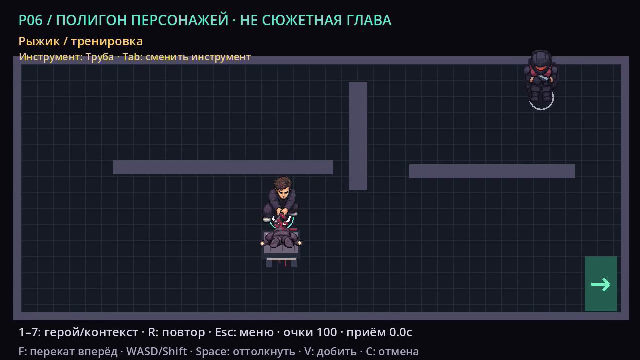 P06 / ПОЛИГОН ПЕРСОНАЖЕЙ · НЕ СЮЖЕТНАЯ ГЛАВА
Рыжик / тренировка
Инструмент: Труба · Tab: сменить инструмент
1–7: герой/контекст · R: повтор · Esc: меню · очки 100 · приём 0.0с
F: перекат вперёд · WASD/Shift · Space: оттолкнуть · V: добить · C: отмена